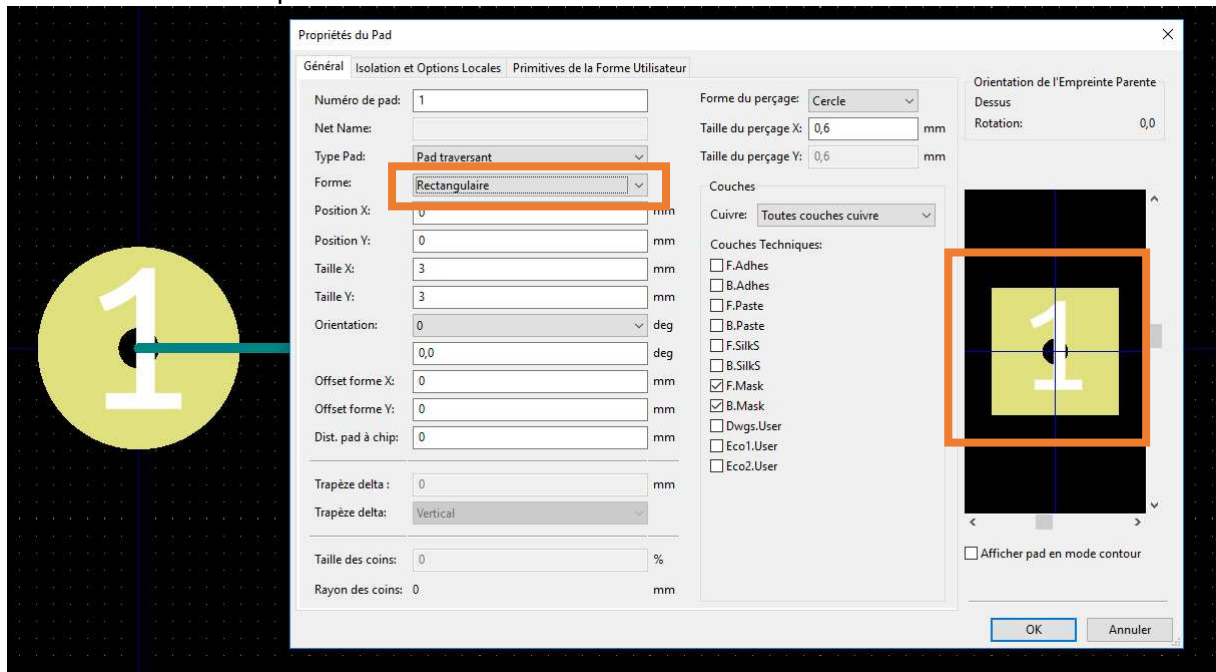 Propriétés du Pad
Général Isolation et Options Locales Primitives de la Forme Utilisateur
Numéro de pad: 1
Net Name:
Type Pad: Pad traversant
Forme: Rectangulaire
Position X: 0 mm
Position Y: 0 mm
Taille X: 3 mm
Taille Y: 3 mm
Orientation: 0 deg
0,0 deg
Offset forme X: 0 mm
Offset forme Y: 0 mm
Dist. pad à chip: 0 mm
Trapèze delta : 0 mm
Trapèze delta: Vertical
Taille des coins: 0 %
Rayon des coins: 0 mm
Forme du perçage: Cercle
Taille du perçage X: 0,6 mm
Taille du perçage Y: 0,6 mm
Couches
Cuivre: Toutes couches cuivre
Couches Techniques:
F.Adhes
B.Adhes
F.Paste
B.Paste
F.SilkS
B.SilkS
F.Mask
B.Mask
Dwgs.User
Eco1.User
Eco2.User
Orientation de l'Empreinte Parente
Dessus
Rotation: 0,0
1
Afficher pad en mode contour
OK Annuler
1